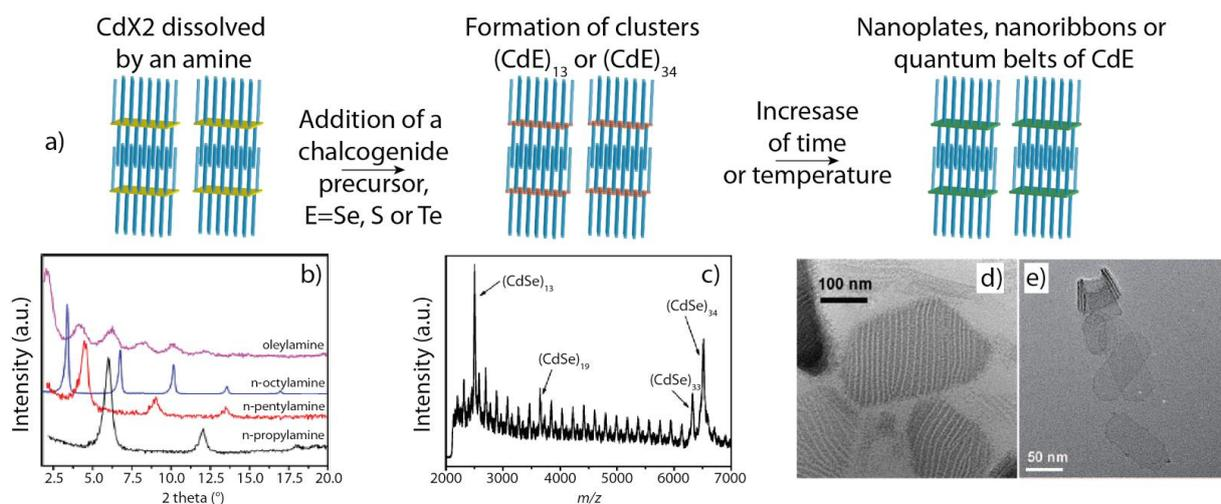 CdX2 dissolved
by an amine
Formation of clusters
(CdE)13 or (CdE)34
Nanoplates, nanoribbons or
quantum belts of CdE
a)
Addition of a
chalcogenide
precursor,
E=Se, S or Te
Incresase
of time
or temperature
b)
Intensity (a.u.)
oleylamine
n-octylamine
n-pentylamine
n-propylamine
2.5 5.0 7.5 10.0 12.5 15.0 17.5 20.0
2 theta (°)
c)
Intensity (a.u.)
(CdSe)13
(CdSe)19
(CdSe)33
(CdSe)34
2000 3000 4000 5000 6000 7000
m/z
d)
100 nm
e)
50 nm